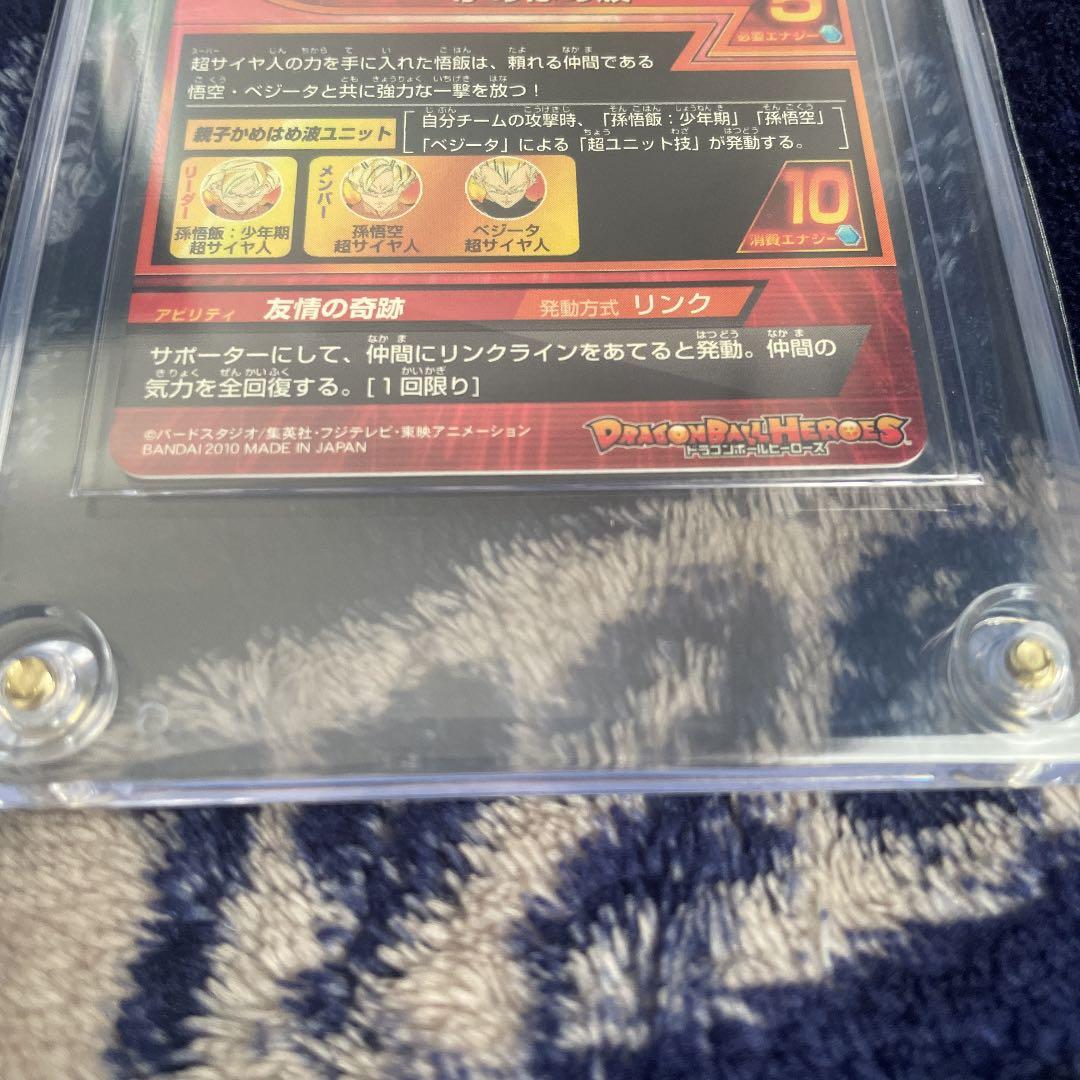 かめはめ波
5
必要エナジー
超サイヤ人の力を手に入れた悟飯は、頼れる仲間である
悟空・ベジータと共に強力な一撃を放つ！
親子かめはめ波ユニット
自分チームの攻撃時、「孫悟飯：少年期」「孫悟空」
「ベジータ」による「超ユニット技」が発動する。
リーダー
孫悟飯：少年期
超サイヤ人
メンバー
孫悟空
超サイヤ人
ベジータ
超サイヤ人
10
消費エナジー
アビリティ 友情の奇跡 発動方式 リンク
サポーターにして、仲間にリンクラインをあてると発動。仲間の
気力を全回復する。[1回限り]
©バードスタジオ/集英社・フジテレビ・東映アニメーション
BANDAI 2010 MADE IN JAPAN
DRAGONBALL HEROES
ドラゴンボールヒーローズ